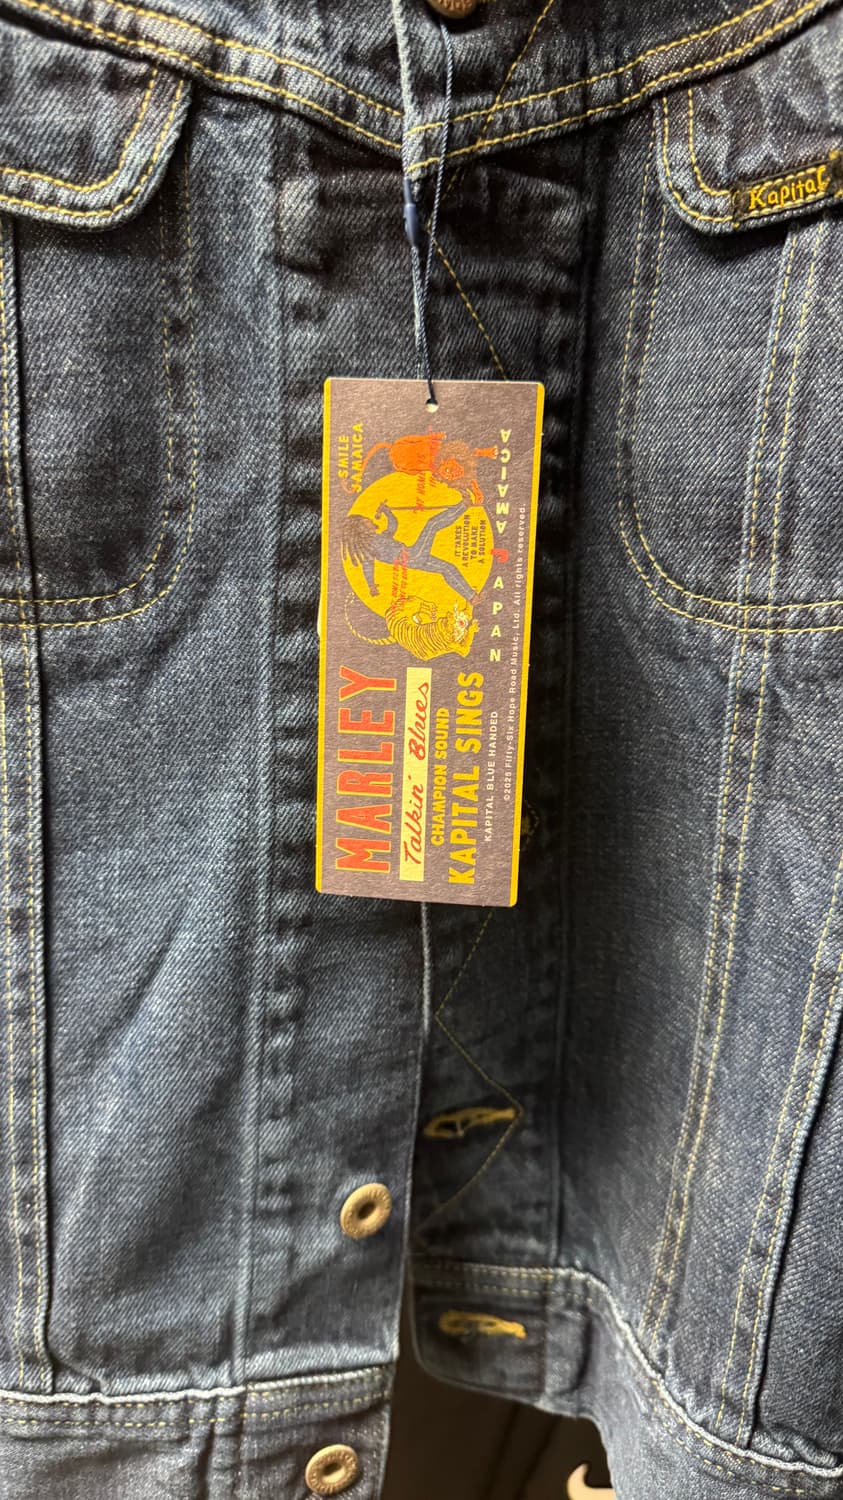 Kapital
SMILE
JAMAICA
IT TAKES
A REVOLUTION
TO MAKE
A SOLUTION
JAPAN
JAMAICA
MARLEY
Talkin' Blues
CHAMPION SOUND
KAPITAL SINGS
KAPITAL BLUE HANDED
©2025 Fifty-Six Hope Road Music, Ltd. All rights reserved.